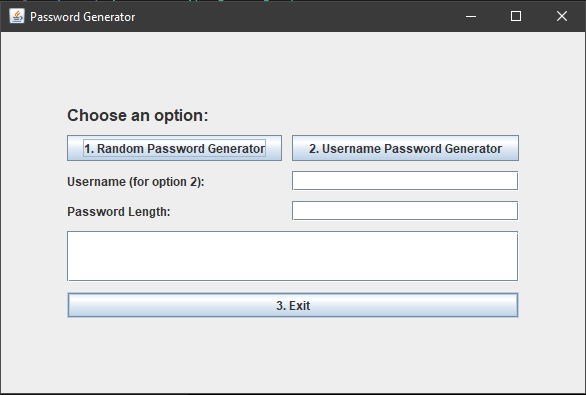 Password Generator
Choose an option:
1. Random Password Generator
2. Username Password Generator
Username (for option 2):
Password Length:
3. Exit